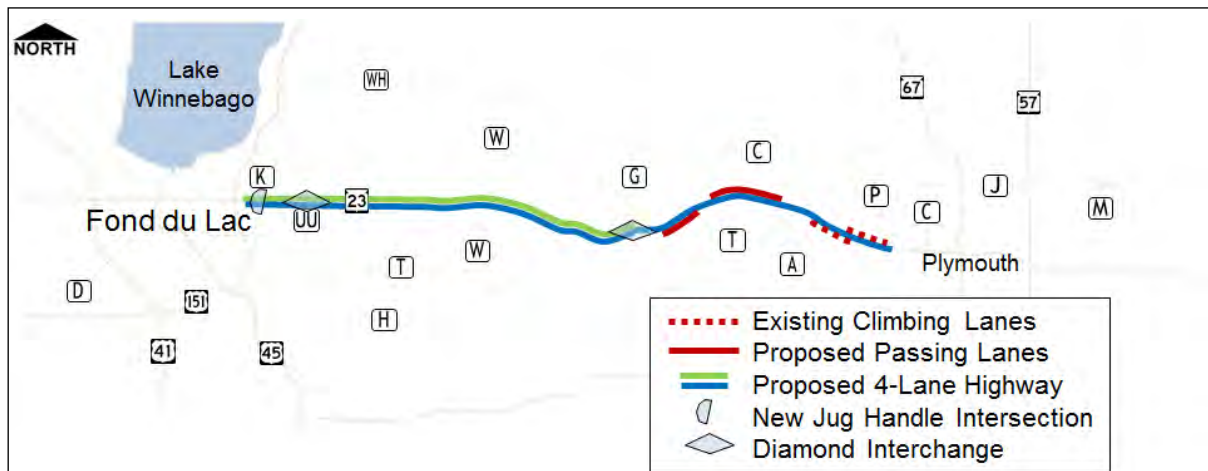 NORTH
Lake
Winnebago
WH
67
57
W
C
K
G
J
P
23
C
M
Fond du Lac
UU
T
W
Plymouth
T
A
D
151
H
41
45
Existing Climbing Lanes
Proposed Passing Lanes
Proposed 4-Lane Highway
New Jug Handle Intersection
Diamond Interchange